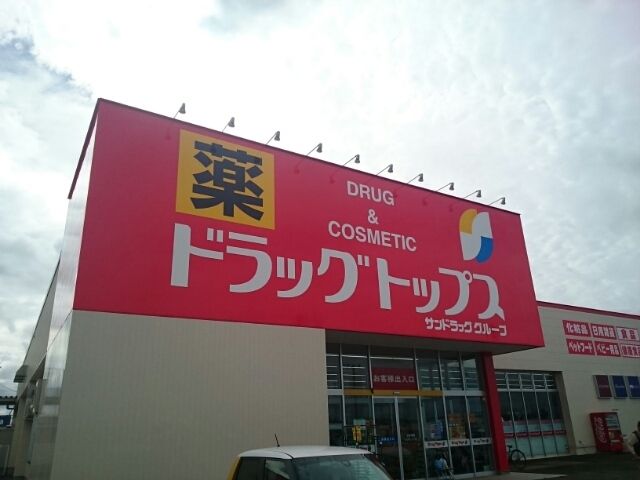 薬
DRUG
&
COSMETIC
ドラッグトップス
サンドラッググループ
お客様出入口
化粧品 日用雑貨 食品
ペットフード ベビー用品